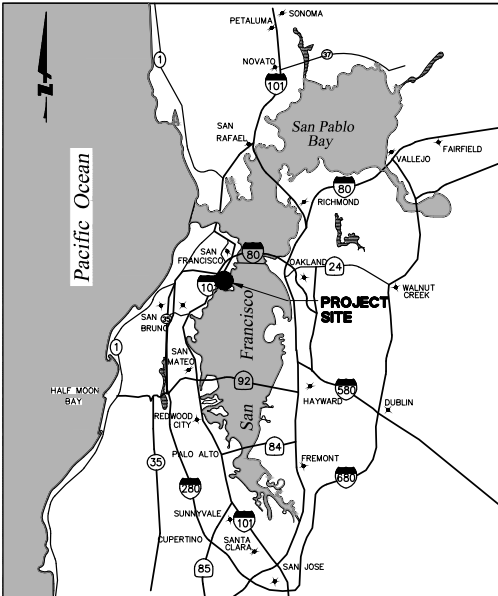 SONOMA
PETALUMA
1
NOVATO
37
101
SAN
RAFAEL
San Pablo
Bay
FAIRFIELD
VALLEJO
80
RICHMOND
Pacific Ocean
SAN
FRANCISCO
80
OAKLAND
24
10
WALNUT
CREEK
PROJECT
SITE
SAN
BRUNO
35
1
San Francisco
SAN
MATEO
92
HALF MOON
BAY
HAYWARD
580
REDWOOD
CITY
DUBLIN
PALO ALTO
84
35
FREMONT
280
680
SUNNYVALE
101
CUPERTINO
SANTA
CLARA
85
SAN JOSE